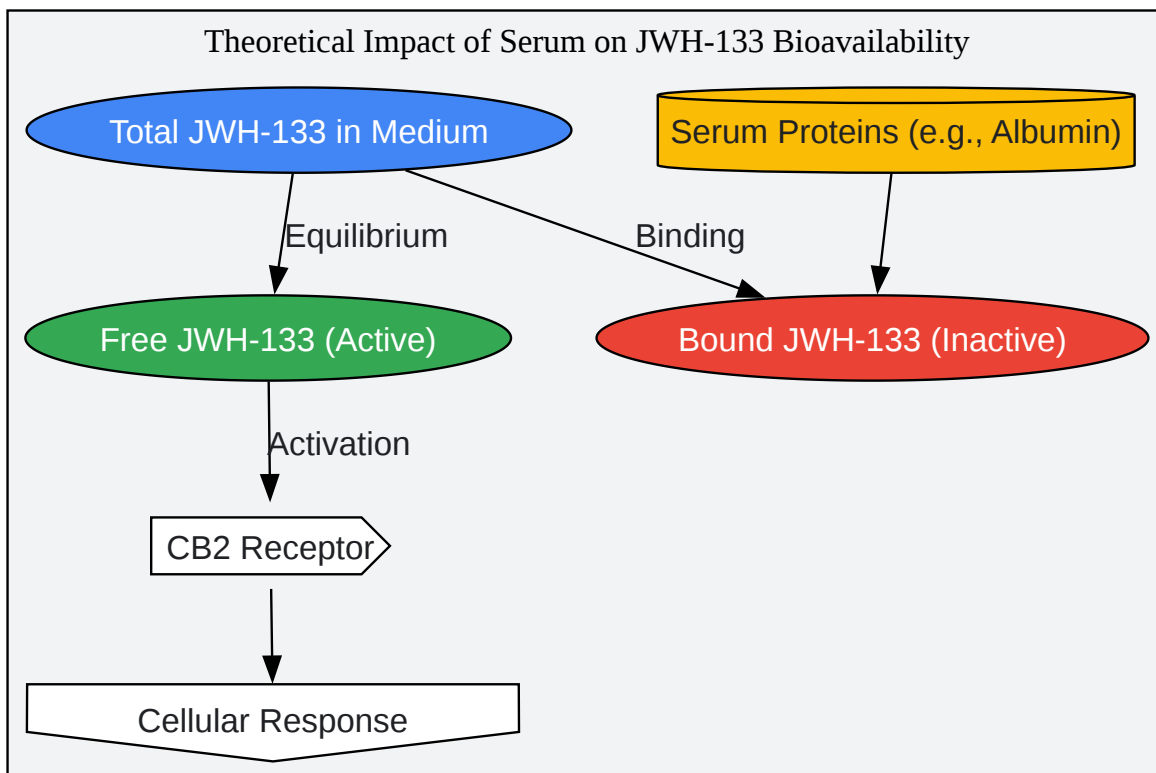 Theoretical Impact of Serum on JWH-133 Bioavailability
Total JWH-133 in Medium
Serum Proteins (e.g., Albumin)
Equilibrium
Binding
Free JWH-133 (Active)
Bound JWH-133 (Inactive)
Activation
CB2 Receptor
Cellular Response